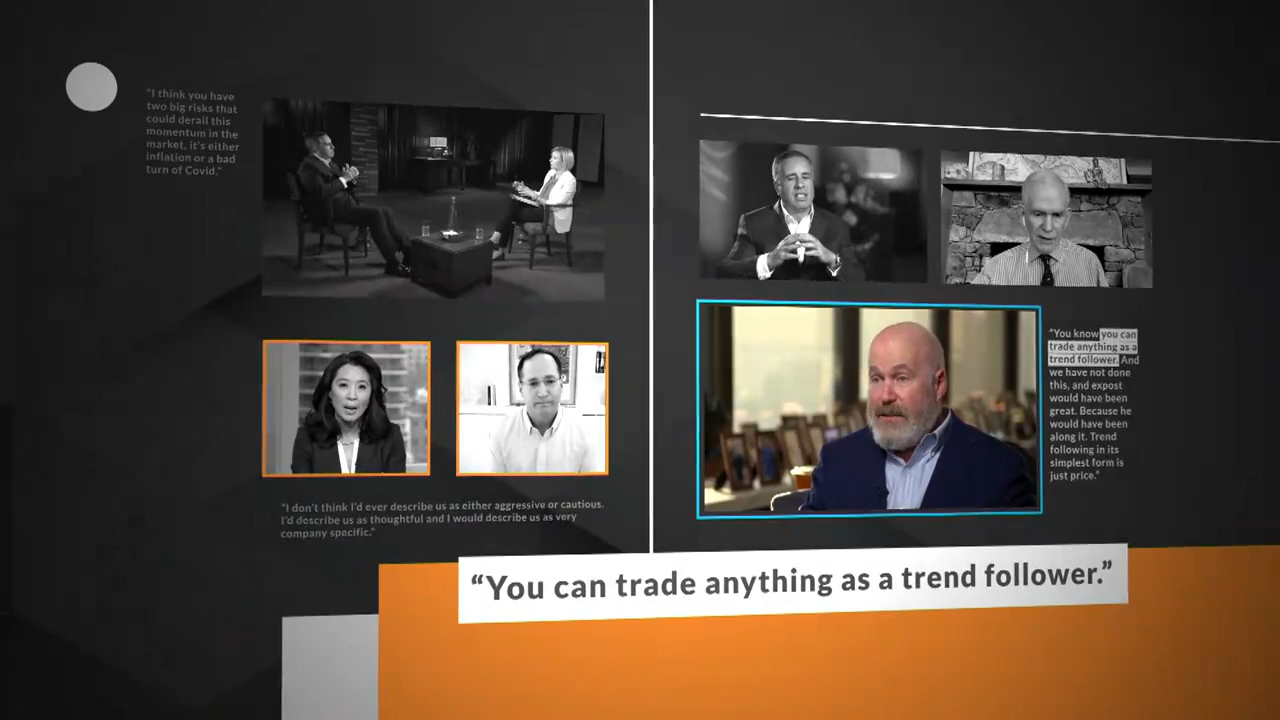 “I think you have
two big risks that
could derail this
momentum in the
market, it’s either
inflation or a bad
turn of Covid.”
“I don’t think I’d ever describe us as either aggressive or cautious.
I’d describe us as thoughtful and I would describe us as very
company specific.”
“You know you can
trade anything as a
trend follower. And
we have not done
this, and expost
would have been
great. Because he
would have been
along it. Trend
following in its
simplest form is
just price.”
“You can trade anything as a trend follower.”